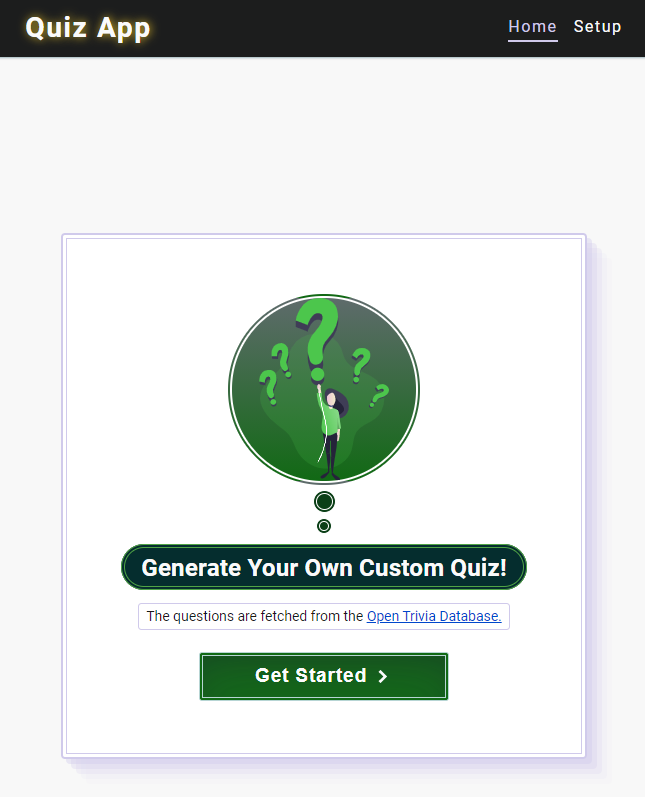 Quiz App
Home Setup
Generate Your Own Custom Quiz!
The questions are fetched from the Open Trivia Database.
Get Started